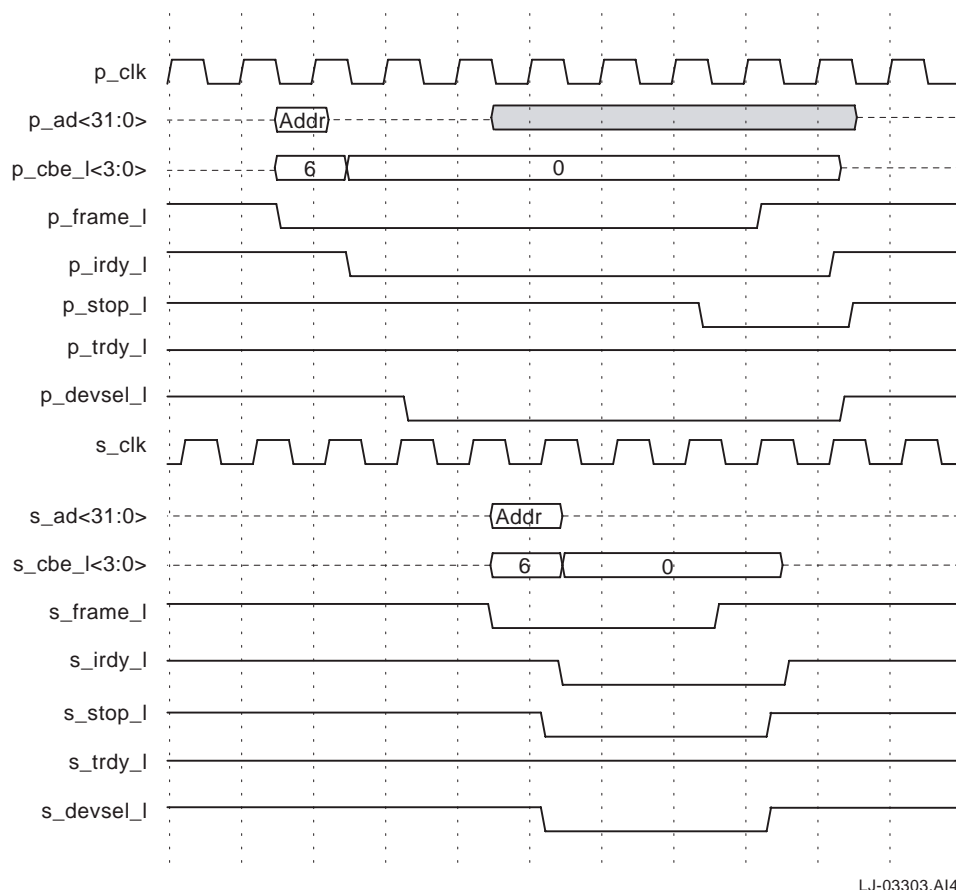 p_clk
p_ad<31:0> Addr
p_cbe_l<3:0> 6 0
p_frame_l
p_irdy_l
p_stop_l
p_trdy_l
p_devsel_l
s_clk
s_ad<31:0> Addr
s_cbe_l<3:0> 6 0
s_frame_l
s_irdy_l
s_stop_l
s_trdy_l
s_devsel_l
LJ-03303.AI4